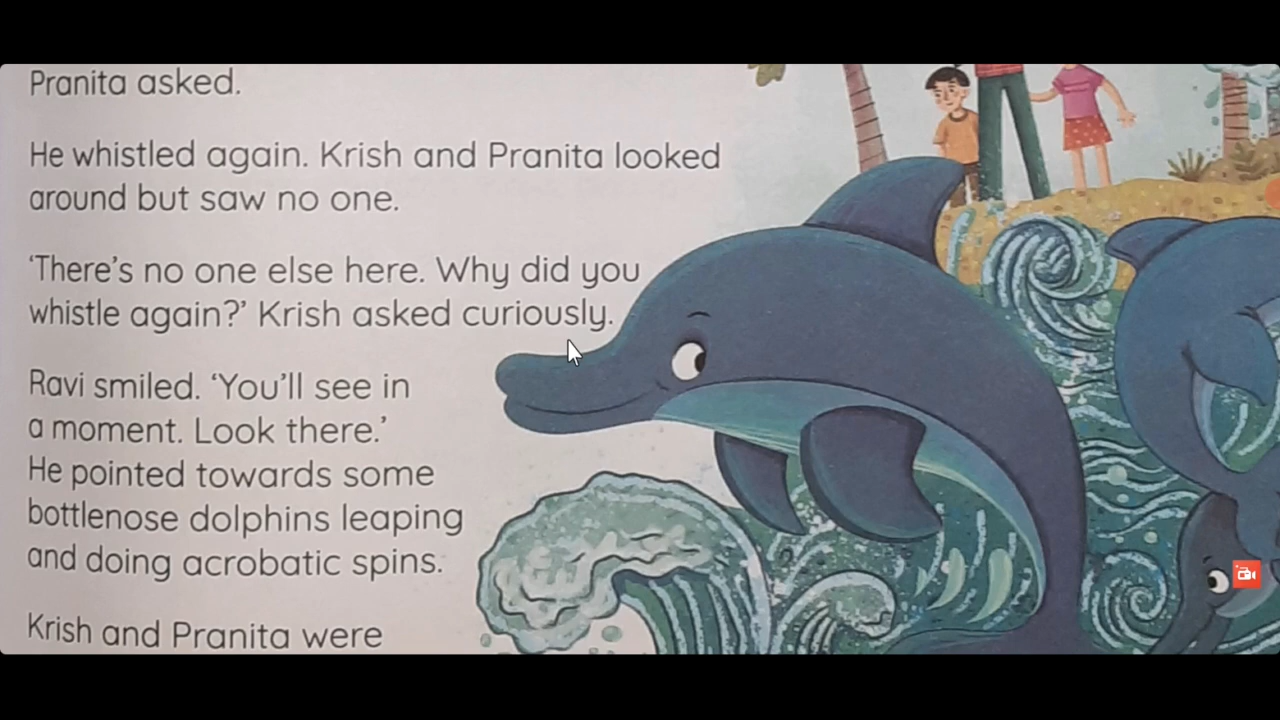 Pranita asked.
He whistled again. Krish and Pranita looked
around but saw no one.
‘There’s no one else here. Why did you
whistle again?’ Krish asked curiously.
Ravi smiled. ‘You’ll see in
a moment. Look there.’
He pointed towards some
bottlenose dolphins leaping
and doing acrobatic spins.
Krish and Pranita were